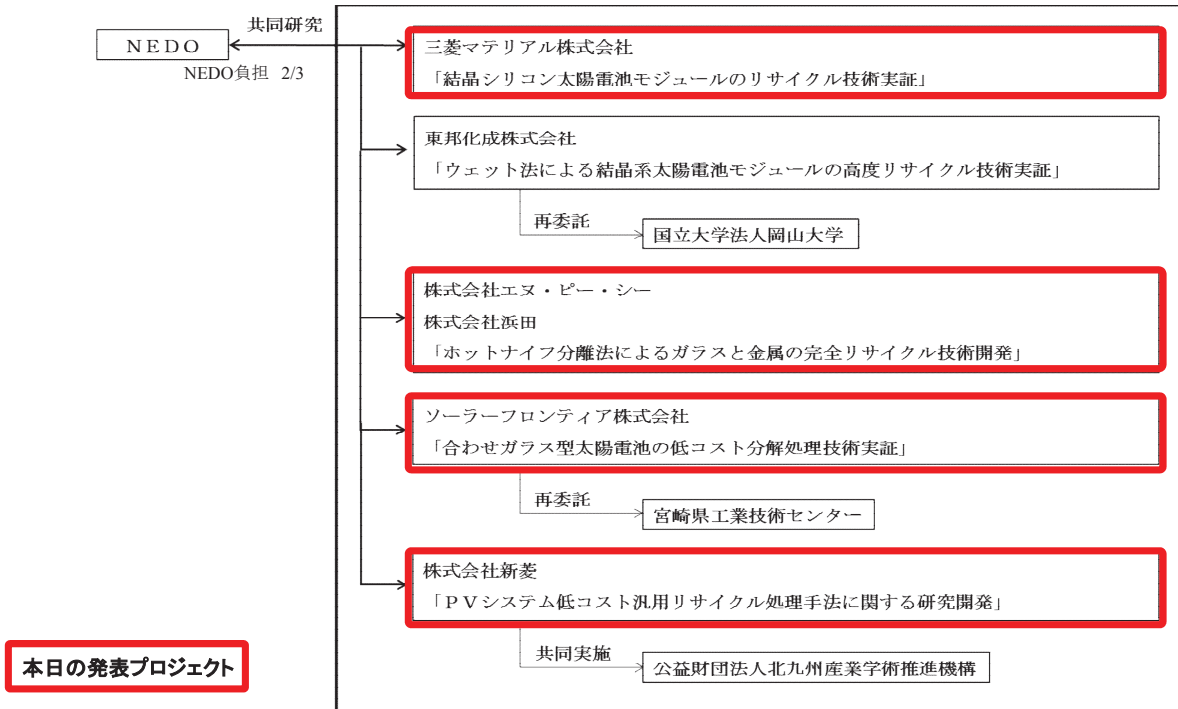 共同研究
NEDO
NEDO負担 2/3
三菱マテリアル株式会社
「結晶シリコン太陽電池モジュールのリサイクル技術実証」
東邦化成株式会社
「ウェット法による結晶系太陽電池モジュールの高度リサイクル技術実証」
再委託
国立大学法人岡山大学
株式会社エヌ・ピー・シー
株式会社浜田
「ホットナイフ分離法によるガラスと金属の完全リサイクル技術開発」
ソーラーフロンティア株式会社
「合わせガラス型太陽電池の低コスト分解処理技術実証」
再委託
宮崎県工業技術センター
株式会社新菱
「PVシステム低コスト汎用リサイクル処理手法に関する研究開発」
共同実施
公益財団法人北九州産業学術推進機構
本日の発表プロジェクト